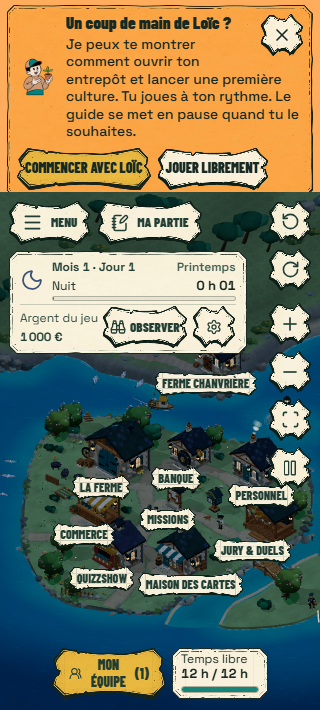 Un coup de main de Loïc ?
Je peux te montrer
comment ouvrir ton
entrepôt et lancer une première
culture. Tu joues à ton rythme. Le
guide se met en pause quand tu le
souhaites.
COMMENCER AVEC LOÏC
JOUER LIBREMENT
MENU
MA PARTIE
Mois 1 · Jour 1
Printemps
Nuit
0 h 01
Argent du jeu
1 000 €
OBSERVER
FERME CHANVRIÈRE
BANQUE
LA FERME
PERSONNEL
MISSIONS
COMMERCE
JURY & DUELS
QUIZZSHOW
MAISON DES CARTES
MON
ÉQUIPE
(1)
Temps libre
12 h / 12 h